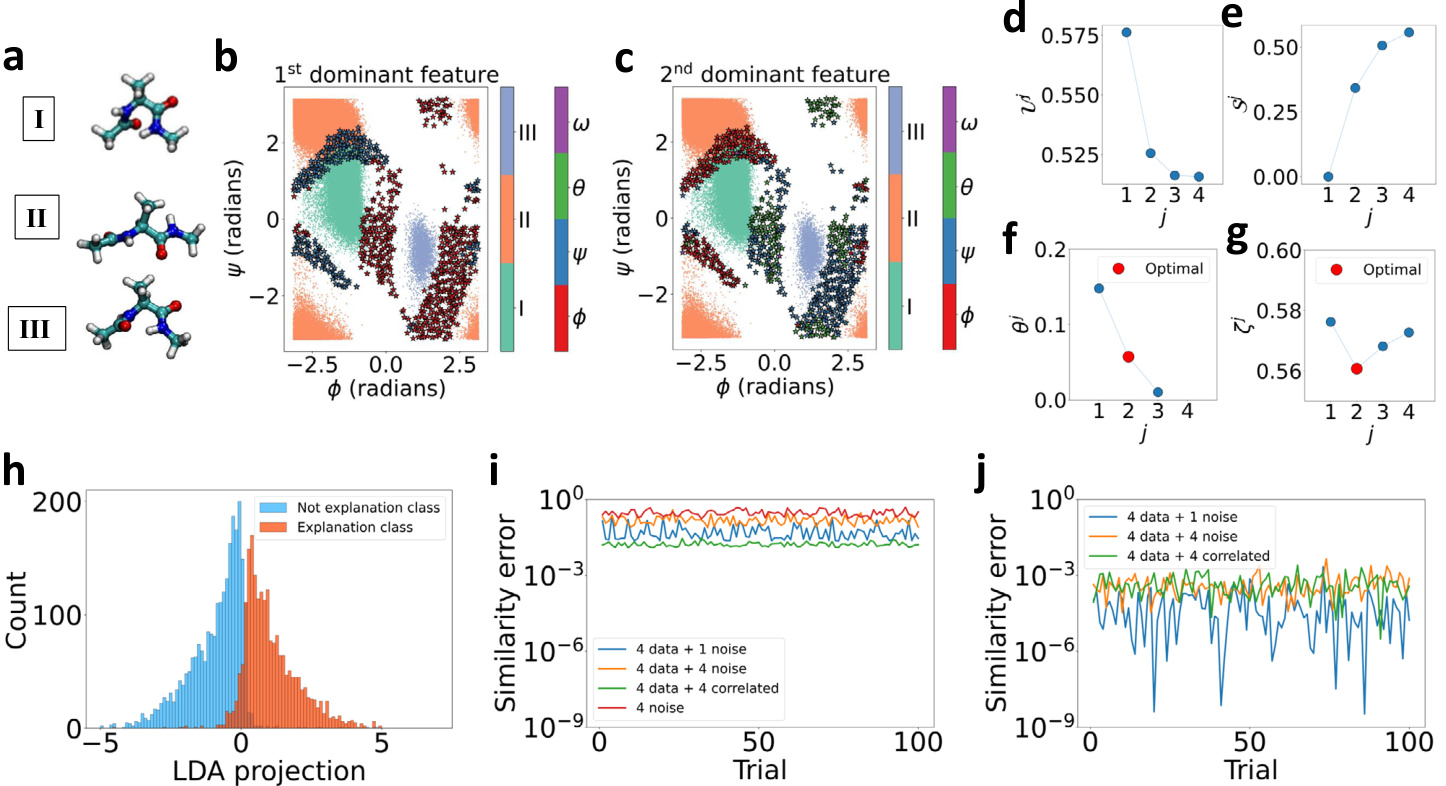 a
I
II
III
b
1st dominant feature
ψ (radians)
2
0
−2
−2.5
0.0
2.5
ϕ (radians)
III
II
I
ω
θ
ψ
ϕ
c
2nd dominant feature
ψ (radians)
2
0
−2
−2.5
0.0
2.5
ϕ (radians)
III
II
I
ω
θ
ψ
ϕ
d
0.575
0.550
0.525
1 2 3 4
j
e
0.50
0.25
0.00
1 2 3 4
j
f
θj
0.2
0.1
0.0
Optimal
1 2 3 4
j
g
ζj
0.60
0.58
0.56
Optimal
1 2 3 4
j
h
Count
200
100
0
Not explanation class
Explanation class
−5 0 5
LDA projection
i
Similarity error
10^0
10^−3
10^−6
10^−9
4 data + 1 noise
4 data + 4 noise
4 data + 4 correlated
4 noise
0 50 100
Trial
j
Similarity error
10^0
10^−3
10^−6
10^−9
4 data + 1 noise
4 data + 4 noise
4 data + 4 correlated
0 50 100
Trial